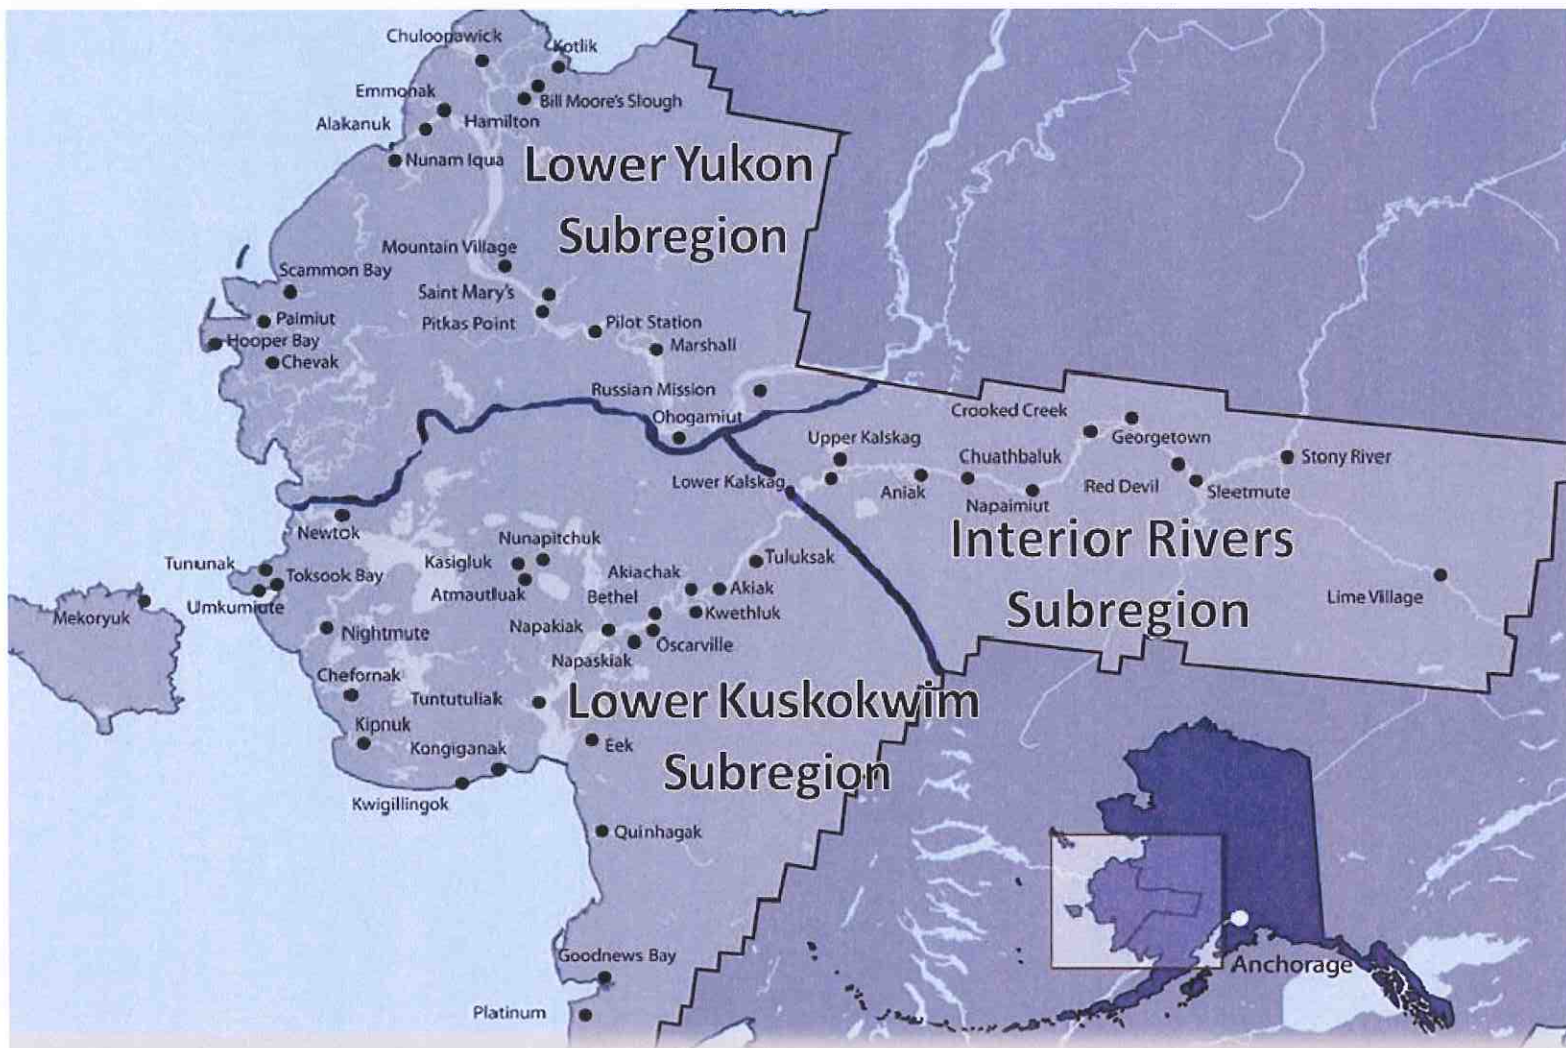 Chuloopawick
Kotlik
Emmonak
Bill Moore's Slough
Alakanuk
Hamilton
Nunam Iqua
Lower Yukon
Subregion
Mountain Village
Scammon Bay
Saint Mary's
Paimiut
Pitkas Point
Pilot Station
Hooper Bay
Marshall
Chevak
Russian Mission
Ohogamiut
Crooked Creek
Upper Kalskag
Georgetown
Chuathbaluk
Stony River
Lower Kalskag
Aniak
Red Devil
Sleetmute
Napaimiut
Newtok
Interior Rivers
Subregion
Nunapitchuk
Tununak
Kasigluk
Tuluksak
Toksook Bay
Akiachak
Akiak
Atmautluak
Bethel
Lime Village
Umkumiute
Mekoryuk
Kwethluk
Nightmute
Napakiak
Oscarville
Napaskiak
Chefornak
Tuntutuliak
Lower Kuskokwim
Subregion
Kipnuk
Kongiganak
Eek
Kwigillingok
Quinhagak
Goodnews Bay
Anchorage
Platinum